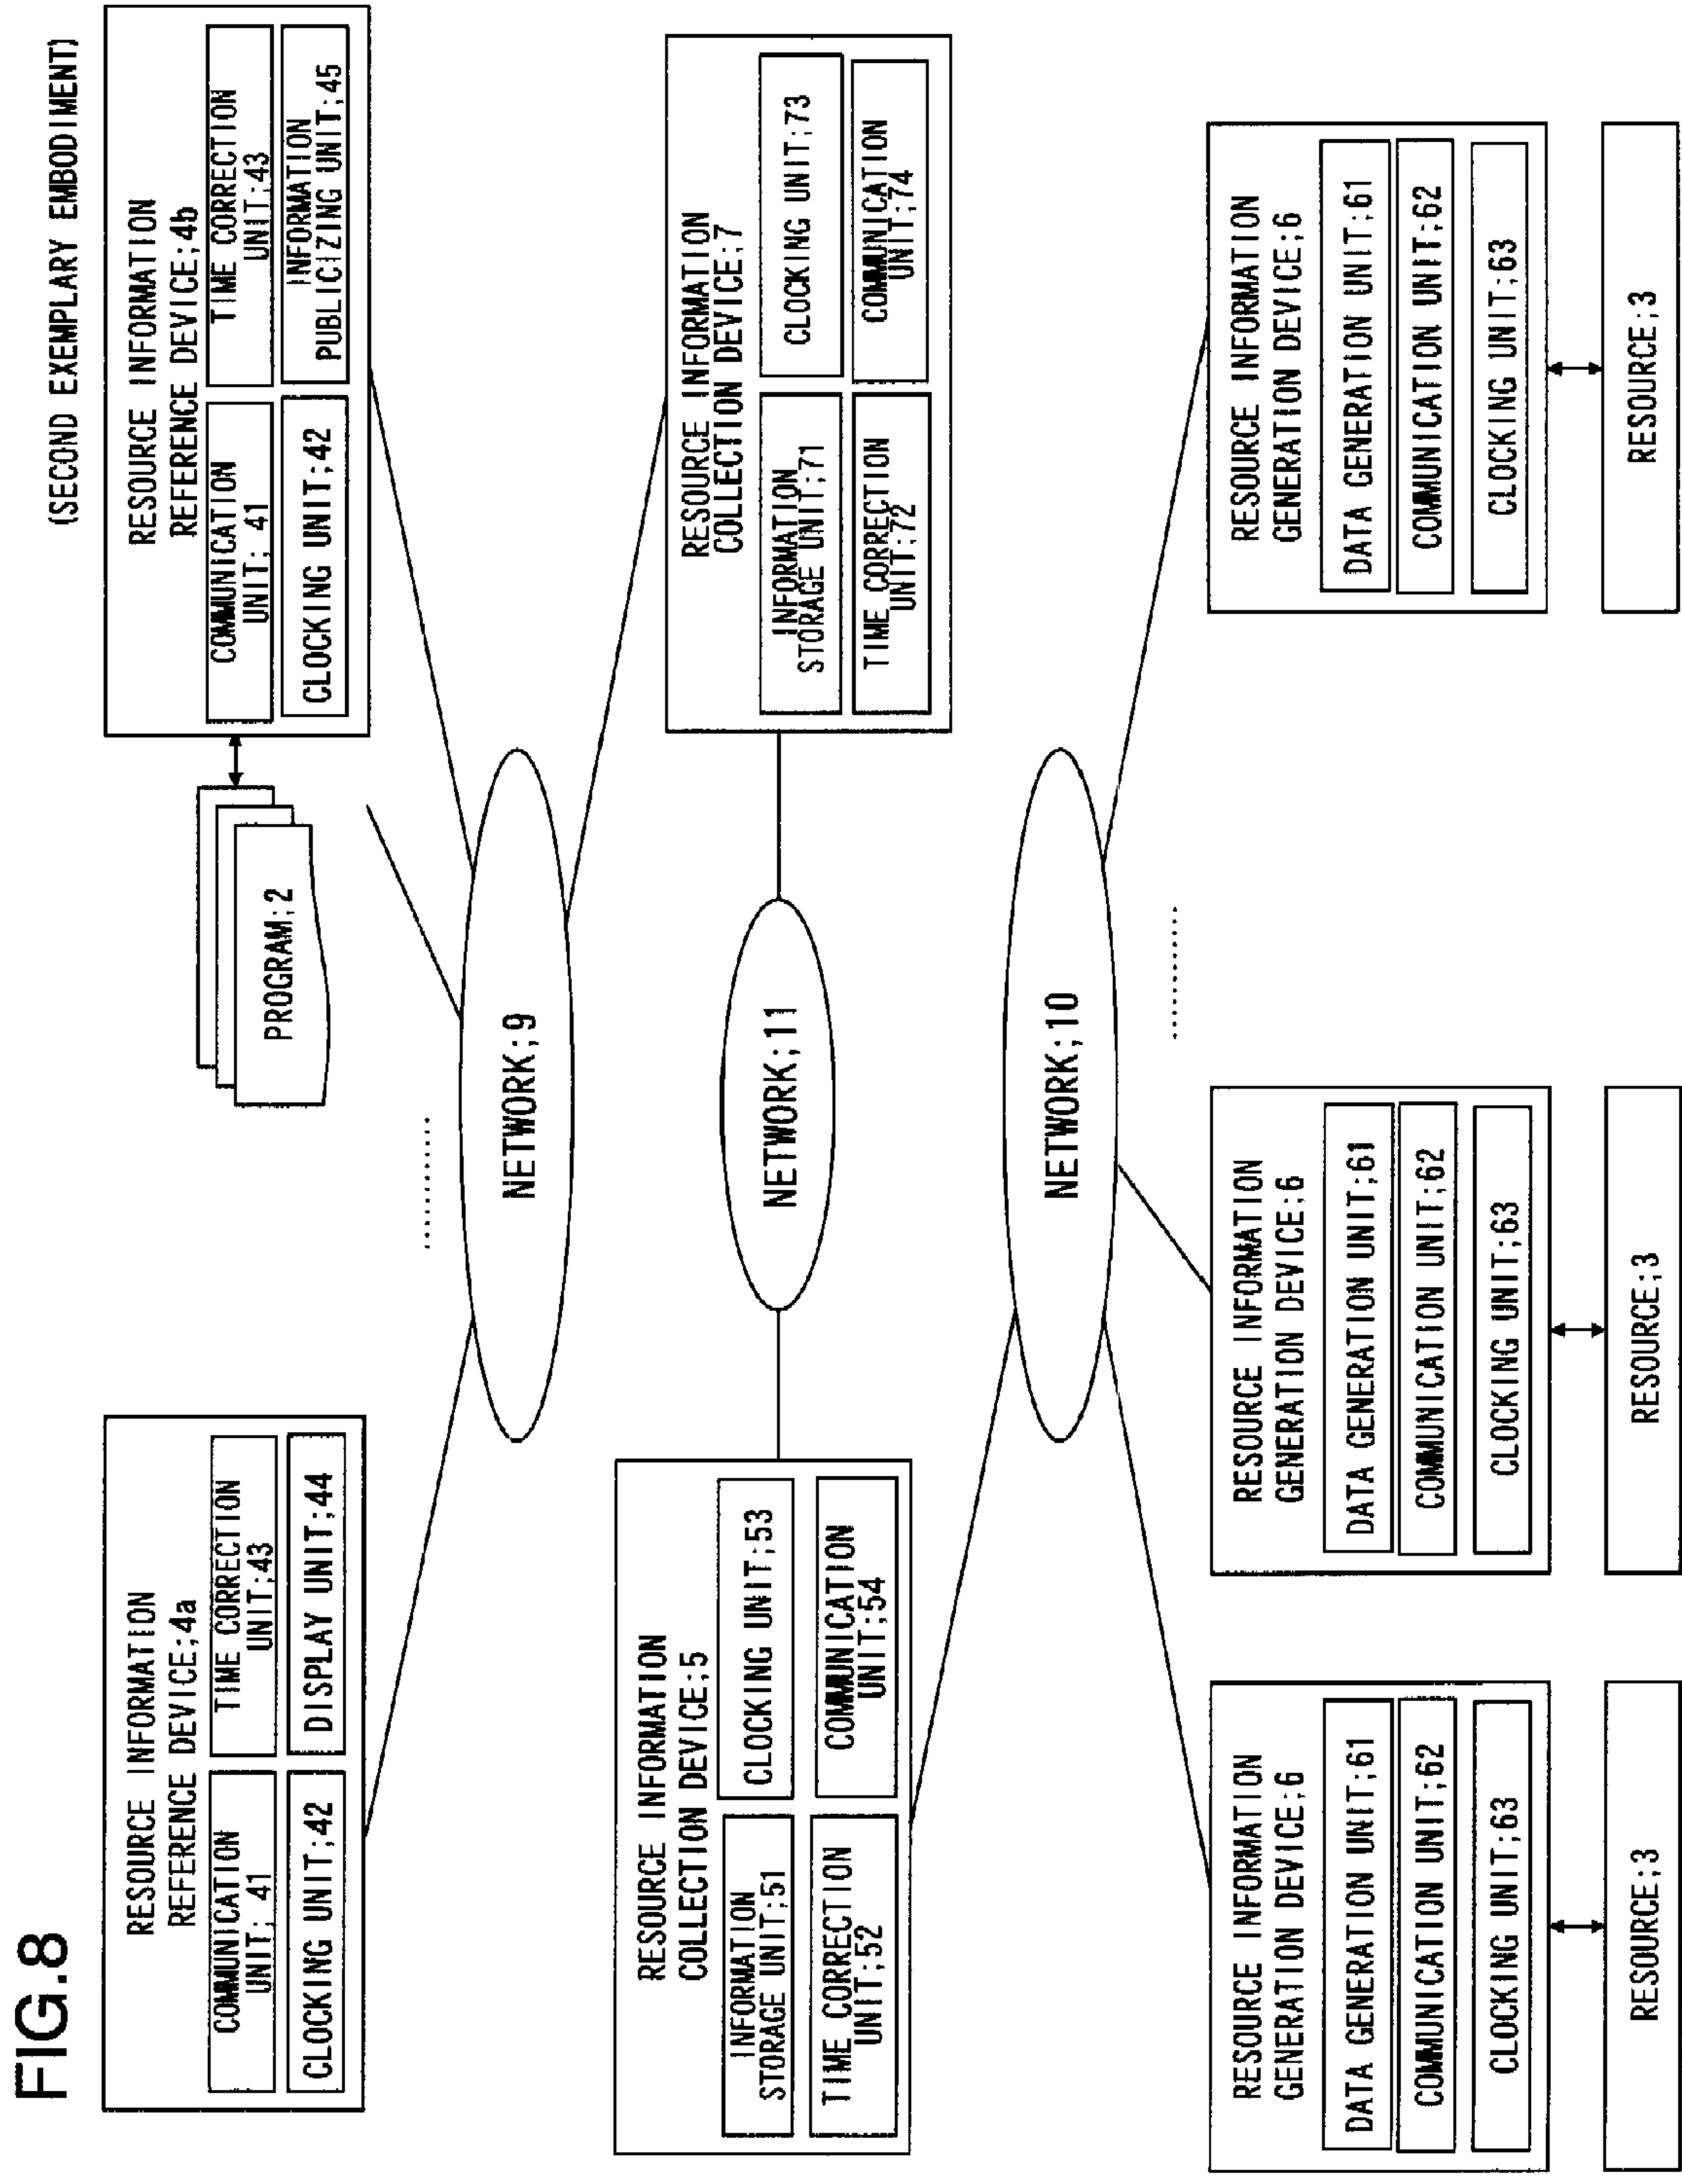 FIG.8
(SECOND EXEMPLARY EMBODIMENT)
RESOURCE INFORMATION
REFERENCE DEVICE;4a
COMMUNICATION
UNIT; 41
TIME CORRECTION
UNIT;43
CLOCKING UNIT;42
DISPLAY UNIT;44
PROGRAM;2
RESOURCE INFORMATION
REFERENCE DEVICE;4b
COMMUNICATION
UNIT; 41
TIME CORRECTION
UNIT;43
CLOCKING UNIT;42
INFORMATION
PUBLICIZING UNIT;45
NETWORK;9
RESOURCE INFORMATION
COLLECTION DEVICE;5
INFORMATION
STORAGE UNIT;51
CLOCKING UNIT;53
TIME CORRECTION
UNIT;52
COMMUNICATION
UNIT;54
NETWORK;11
RESOURCE INFORMATION
COLLECTION DEVICE;7
INFORMATION
STORAGE UNIT;71
CLOCKING UNIT;73
TIME CORRECTION
UNIT;72
COMMUNICATION
UNIT;74
NETWORK;10
RESOURCE INFORMATION
GENERATION DEVICE;6
DATA GENERATION UNIT;61
COMMUNICATION UNIT;62
CLOCKING UNIT;63
RESOURCE;3
RESOURCE INFORMATION
GENERATION DEVICE;6
DATA GENERATION UNIT;61
COMMUNICATION UNIT;62
CLOCKING UNIT;63
RESOURCE;3
RESOURCE INFORMATION
GENERATION DEVICE;6
DATA GENERATION UNIT;61
COMMUNICATION UNIT;62
CLOCKING UNIT;63
RESOURCE;3